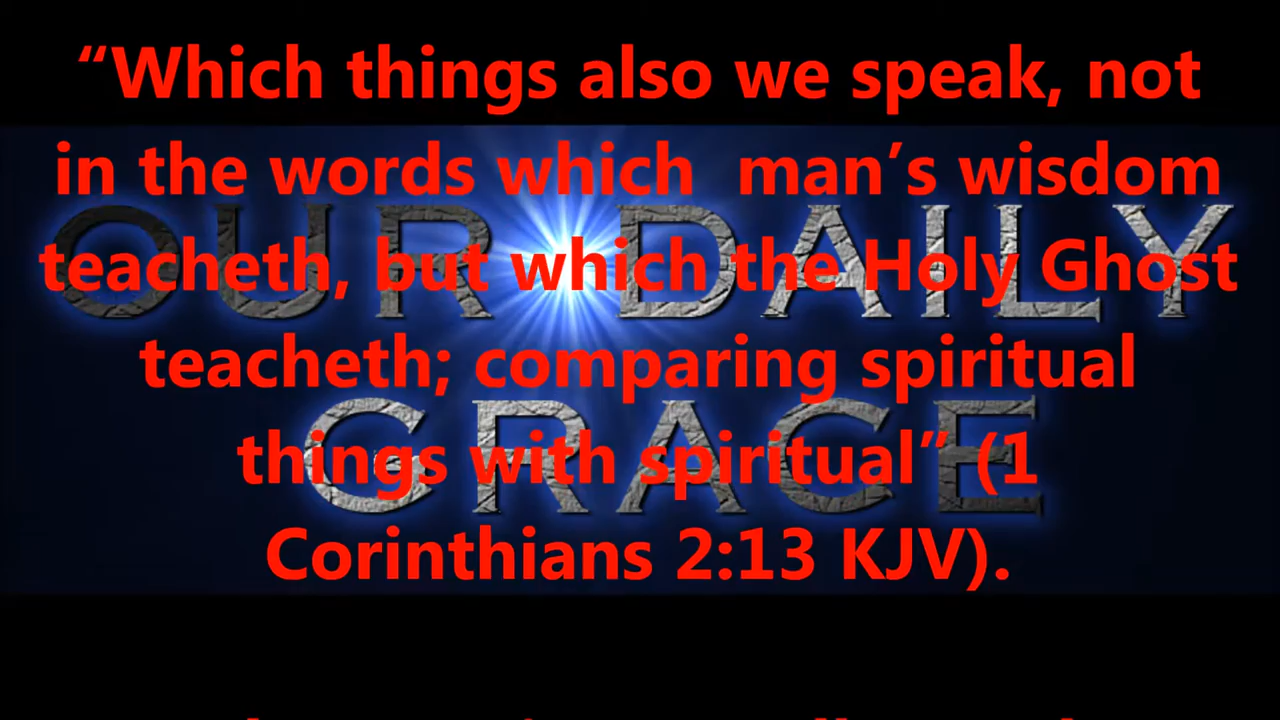 “Which things also we speak, not
in the words which  man’s wisdom
OUR DAILY
teacheth, but which the Holy Ghost
teacheth; comparing spiritual
GRACE
things with spiritual” (1
Corinthians 2:13 KJV).